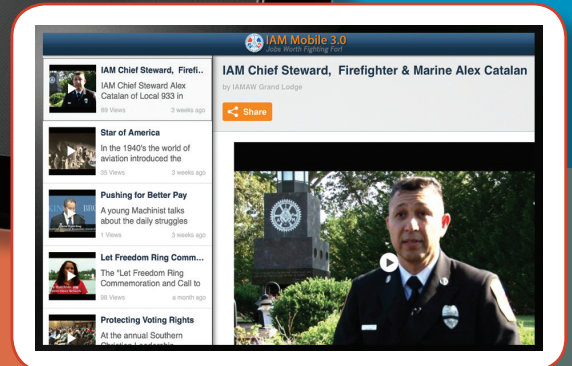 IAM Mobile 3.0
Jobs Worth Fighting For!
IAM Chief Steward, Firefi..
IAM Chief Steward Alex
Catalan of Local 933 in
89 Views 3 weeks ago
Star of America
In the 1940's the world of
aviation introduced the
35 Views 3 weeks ago
Pushing for Better Pay
A young Machinist talks
about the daily struggles
1 Views 3 weeks ago
Let Freedom Ring Comm...
The "Let Freedom Ring
Commemoration and Call to
98 Views a month ago
Protecting Voting Rights
At the annual Southern
Christian Leadership
IAM Chief Steward, Firefighter & Marine Alex Catalan
by IAMAW Grand Lodge
Share